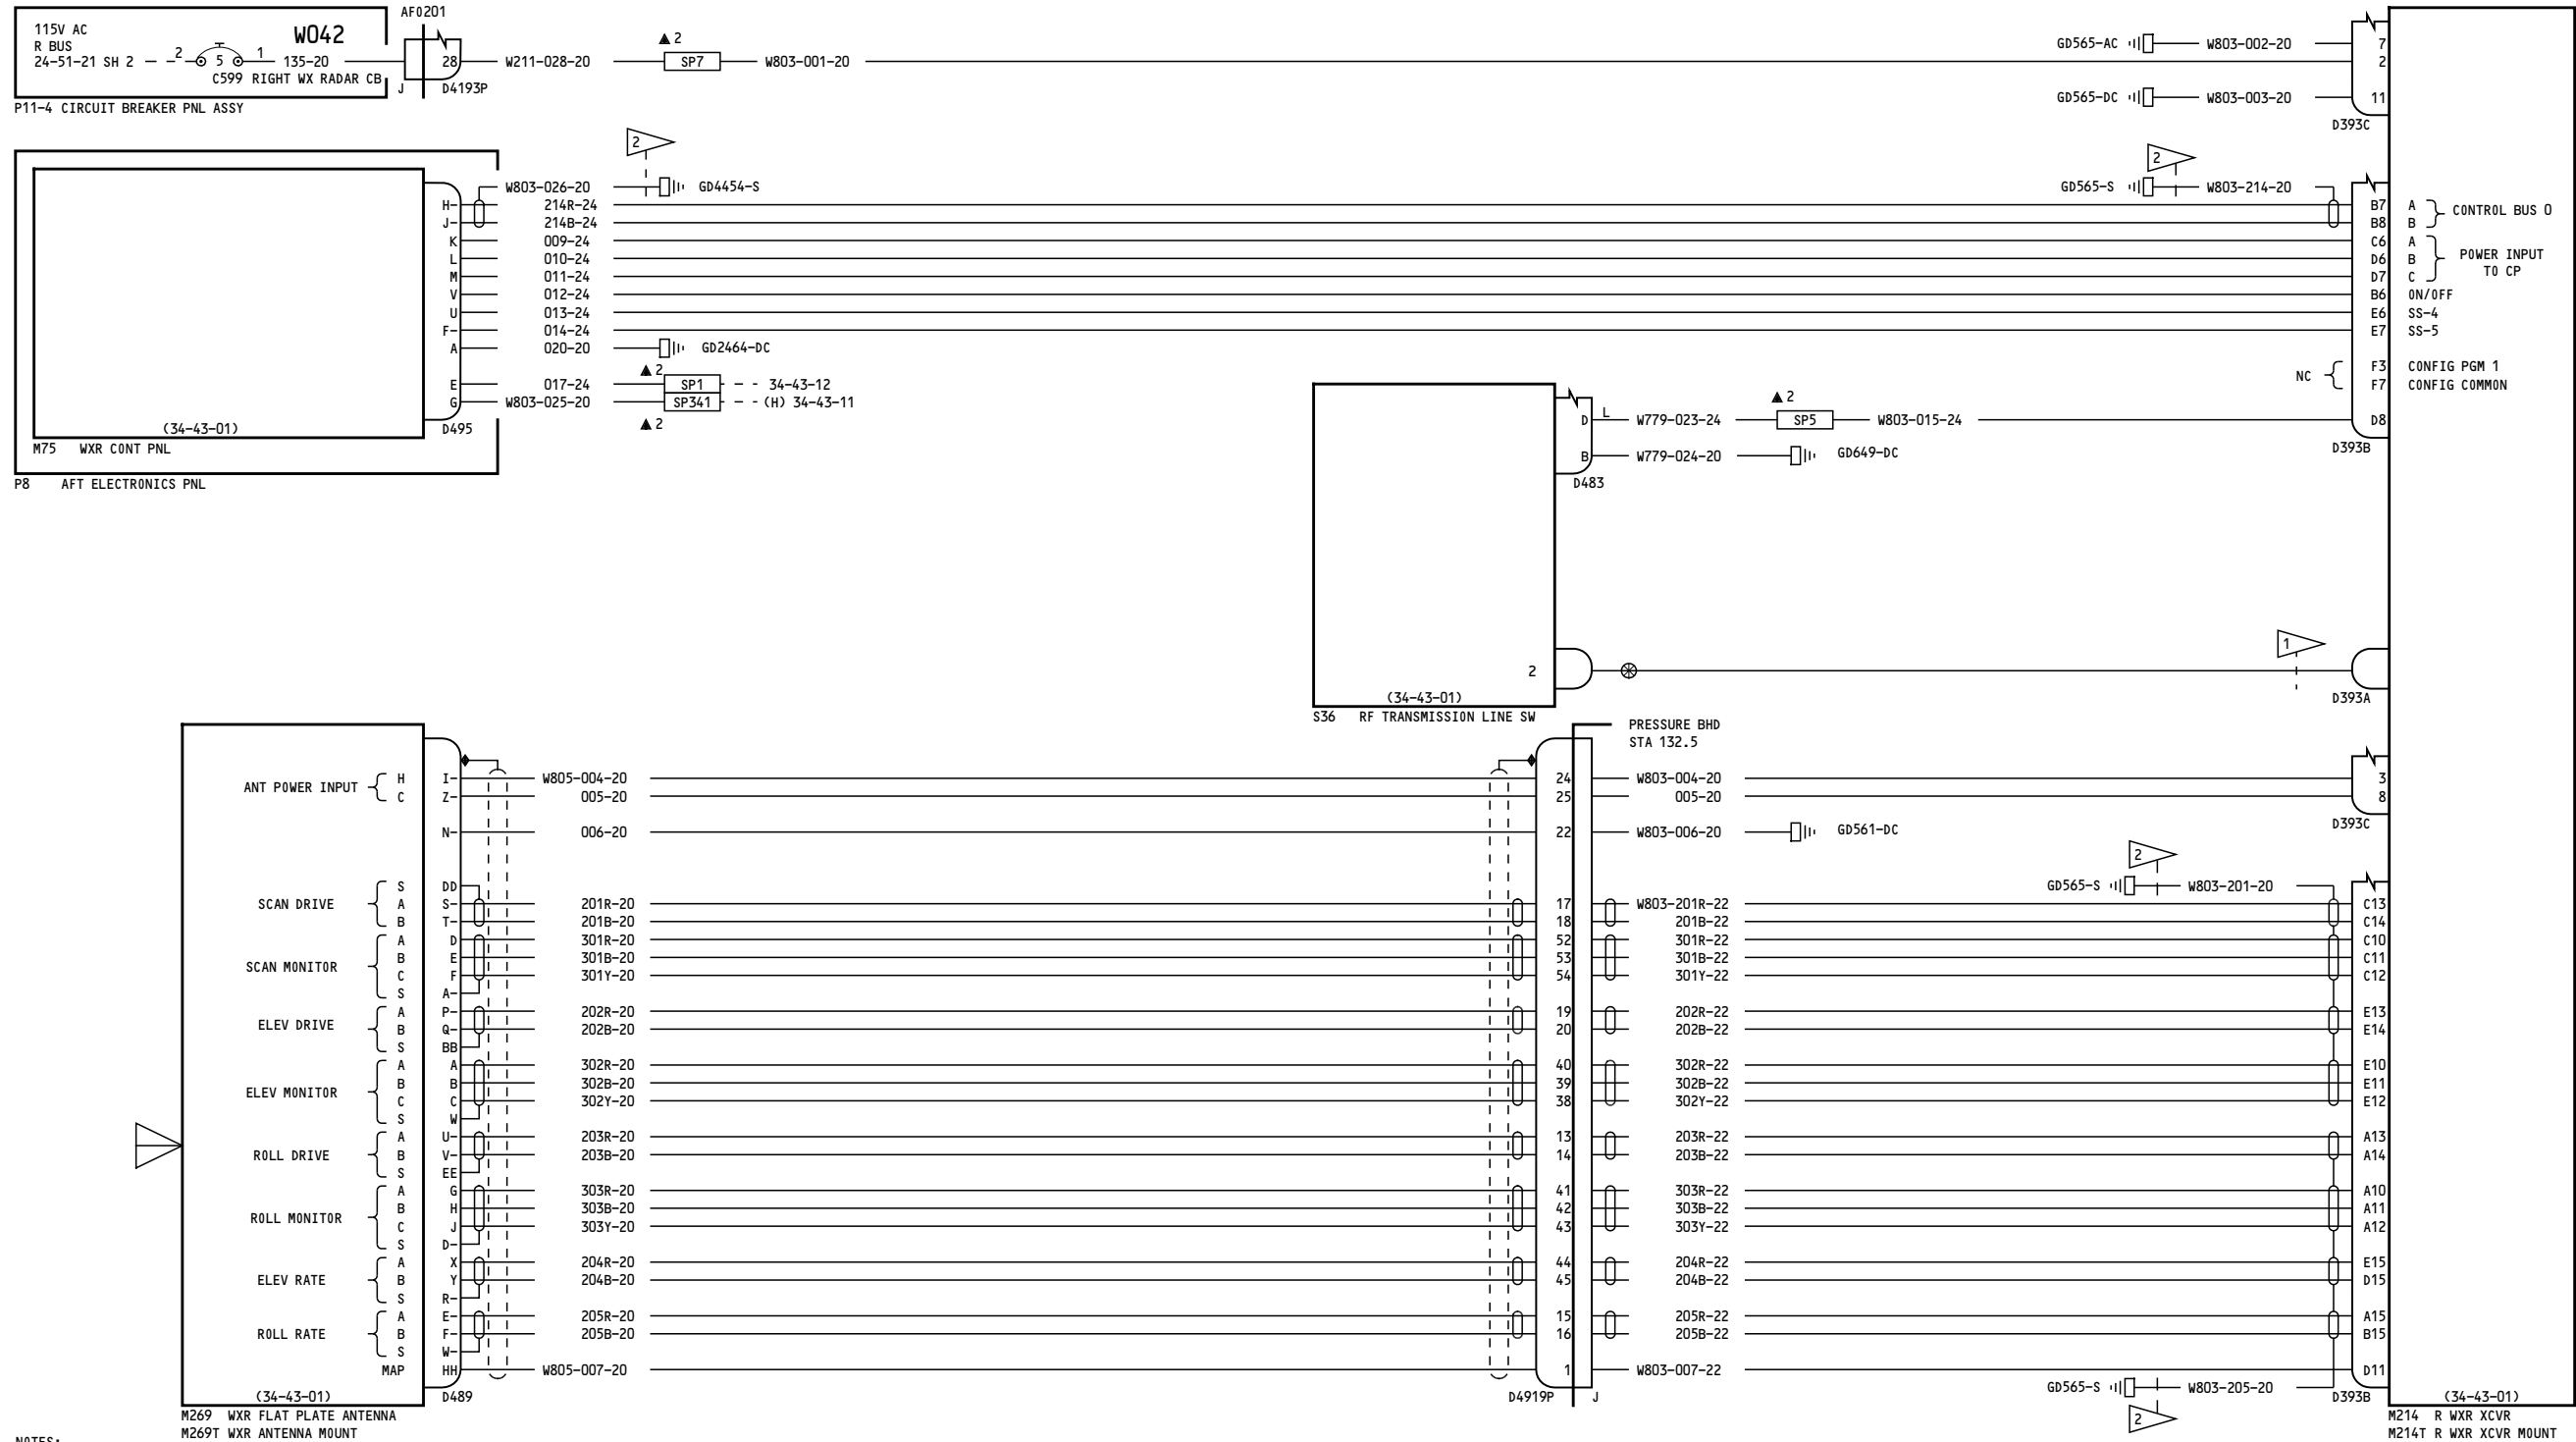 AF0201
115V AC
R BUS
24-51-21 SH 2
2
5
1
W042
135-20
C599 RIGHT WX RADAR CB
J
28
D4193P
W211-028-20
▲ 2
SP7
W803-001-20
P11-4 CIRCUIT BREAKER PNL ASSY
GD565-AC
W803-002-20
7
2
GD565-DC
W803-003-20
11
D393C
2
W803-026-20
GD4454-S
2
GD565-S
W803-214-20
H- 214R-24 B7 A
J- 214B-24 B8 B
CONTROL BUS 0
K 009-24 C6 A
L 010-24 D6 B
M 011-24 D7 C
POWER INPUT
TO CP
V 012-24 B6 ON/OFF
U 013-24 E6 SS-4
F- 014-24 E7 SS-5
A 020-20 GD2464-DC
▲ 2
E 017-24 SP1 34-43-12
G W803-025-20 SP341 (H) 34-43-11
▲ 2
NC
F3 CONFIG PGM 1
F7 CONFIG COMMON
(34-43-01)
D495
M75 WXR CONT PNL
P8 AFT ELECTRONICS PNL
▲ 2
D L W779-023-24 SP5 W803-015-24 D8
B W779-024-20 GD649-DC
D393B
D483
1
2
D393A
(34-43-01)
S36 RF TRANSMISSION LINE SW
PRESSURE BHD
STA 132.5
ANT POWER INPUT
H I- W805-004-20 24 W803-004-20 3
C Z- 005-20 25 005-20 8
D393C
N- 006-20 22 W803-006-20 GD561-DC
2
GD565-S
W803-201-20
SCAN DRIVE
S DD
A S- 201R-20 17 W803-201R-22 C13
B T- 201B-20 18 201B-22 C14
SCAN MONITOR
A D 301R-20 52 301R-22 C10
B E 301B-20 53 301B-22 C11
C F 301Y-20 54 301Y-22 C12
S A-
ELEV DRIVE
A P- 202R-20 19 202R-22 E13
B Q- 202B-20 20 202B-22 E14
S BB
ELEV MONITOR
A A 302R-20 40 302R-22 E10
B B 302B-20 39 302B-22 E11
C C 302Y-20 38 302Y-22 E12
S W
ROLL DRIVE
A U- 203R-20 13 203R-22 A13
B V- 203B-20 14 203B-22 A14
S EE
ROLL MONITOR
A G 303R-20 41 303R-22 A10
B H 303B-20 42 303B-22 A11
C J 303Y-20 43 303Y-22 A12
S D-
ELEV RATE
A X 204R-20 44 204R-22 E15
B Y 204B-20 45 204B-22 D15
S R-
ROLL RATE
A E- 205R-20 15 205R-22 A15
B F- 205B-20 16 205B-22 B15
S W-
MAP HH W805-007-20 1 W803-007-22 D11
GD565-S
W803-205-20
2
(34-43-01)
D489
D4919P
J
D393B
(34-43-01)
M269 WXR FLAT PLATE ANTENNA
M269T WXR ANTENNA MOUNT
M214 R WXR XCVR
M214T R WXR XCVR MOUNT
NOTES: